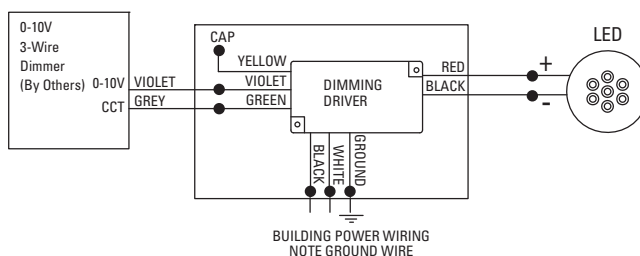 0-10V
3-Wire
Dimmer
(By Others)
0-10V
CCT
VIOLET
GREY
CAP
YELLOW
VIOLET
GREEN
DIMMING
DRIVER
BLACK
WHITE
GROUND
RED
BLACK
+
-
LED
BUILDING POWER WIRING
NOTE GROUND WIRE